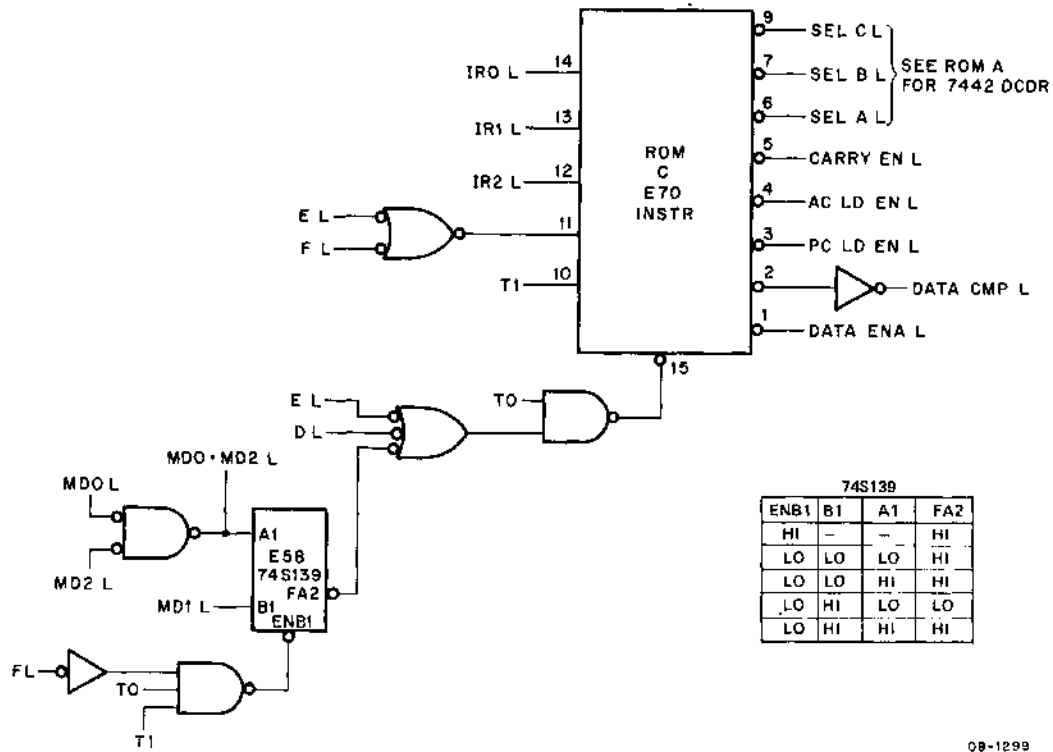 9
SEL C L
14
IR0 L
7
SEL B L
SEE ROM A
FOR 7442 DCDR
6
SEL A L
13
IR1 L
ROM
C
E70
INSTR
5
CARRY EN L
12
IR2 L
4
AC LD EN L
E L
F L
11
3
PC LD EN L
10
T1
2
DATA CMP L
1
DATA ENA L
15
E L
T0
D L
MD0 • MD2 L
MD0 L
MD2 L
A1
E58
74S139
FA2
MD1 L
B1
ENB1
F L
T0
T1
74S139
ENB1 B1 A1 FA2
HI – – HI
LO LO LO HI
LO LO HI HI
LO HI LO LO
LO HI HI HI
08-1299